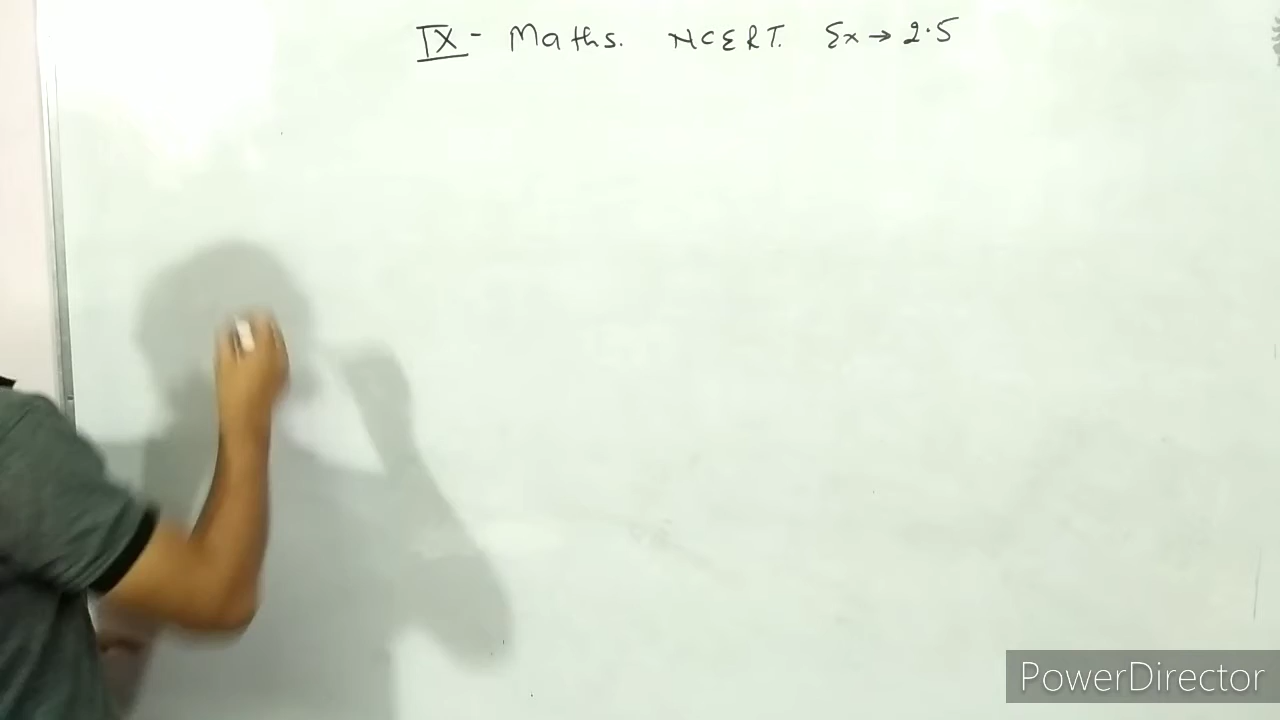 IX - Maths. NCERT. Ex → 2.5
PowerDirector